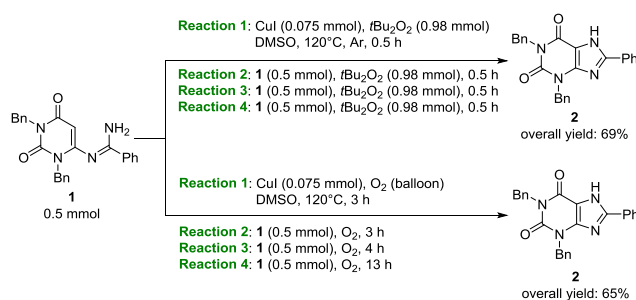 Reaction 1: CuI (0.075 mmol), tBu2O2 (0.98 mmol)
DMSO, 120°C, Ar, 0.5 h
Reaction 2: 1 (0.5 mmol), tBu2O2 (0.98 mmol), 0.5 h
Reaction 3: 1 (0.5 mmol), tBu2O2 (0.98 mmol), 0.5 h
Reaction 4: 1 (0.5 mmol), tBu2O2 (0.98 mmol), 0.5 h
O
Bn
N
H
N
Ph
O
N
N
Bn
2
overall yield: 69%
O
Bn
N
NH2
O
N
N
Ph
Bn
1
0.5 mmol
Reaction 1: CuI (0.075 mmol), O2 (balloon)
DMSO, 120°C, 3 h
Reaction 2: 1 (0.5 mmol), O2, 3 h
Reaction 3: 1 (0.5 mmol), O2, 4 h
Reaction 4: 1 (0.5 mmol), O2, 13 h
O
Bn
N
H
N
Ph
O
N
N
Bn
2
overall yield: 65%